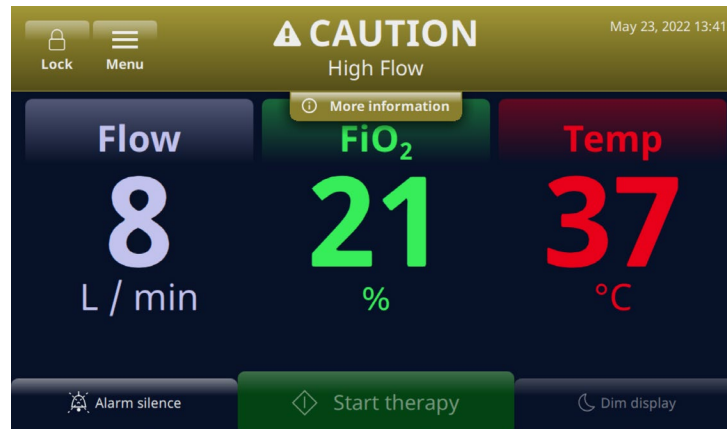 CAUTION
May 23, 2022 13:41
Lock
Menu
High Flow
More information
Flow
FiO₂
Temp
8
21
37
L / min
%
°C
Alarm silence
Start therapy
Dim display